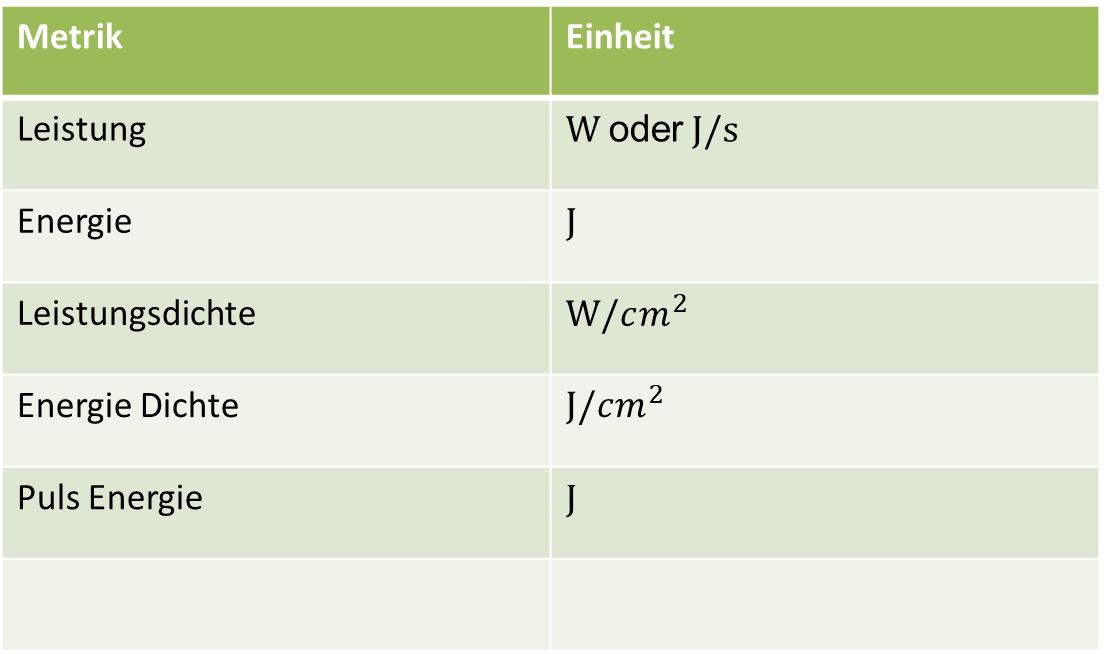 Metrik Einheit
Leistung W oder J/s
Energie J
Leistungsdichte W/cm²
Energie Dichte J/cm²
Puls Energie J